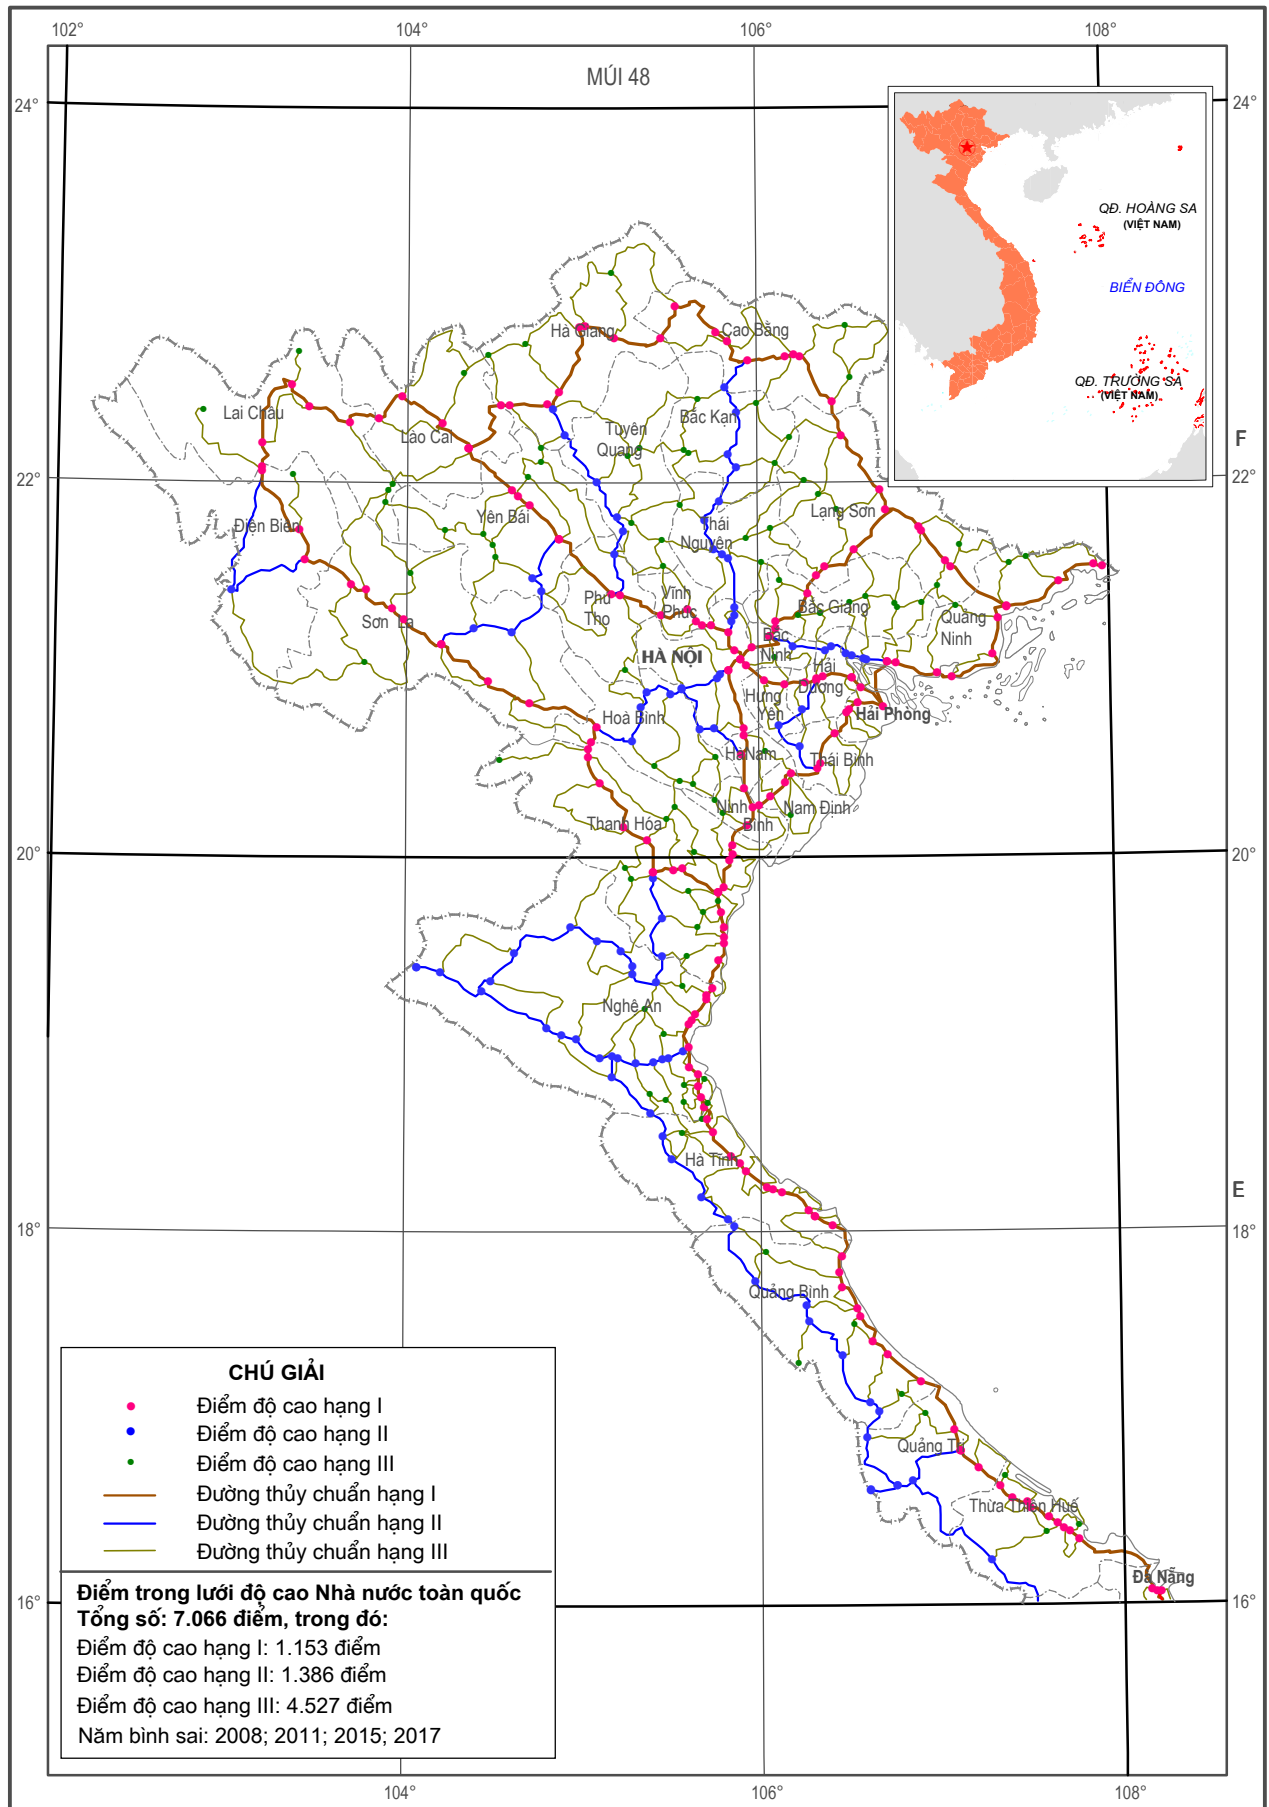 102°
104°
106°
108°
MÚI 48
24°
24°
QĐ. HOÀNG SA
(VIỆT NAM)
BIỂN ĐÔNG
QĐ. TRƯỜNG SA
(VIỆT NAM)
Hà Giang
Cao Bằng
Lai Châu
Lào Cai
Tuyên
Quang
Bắc Kạn
F
22°
22°
Điện Biên
Yên Bái
Thái
Nguyên
Lạng Sơn
Phú
Thọ
Vĩnh
Phúc
Bắc Giang
Quảng
Ninh
Sơn La
Bắc
Ninh
HÀ NỘI
Hải
Dương
Hưng
Yên
Hải Phòng
Hoà Bình
Hà Nam
Thái Bình
Ninh
Bình
Nam Định
Thanh Hóa
20°
20°
Nghệ An
Hà Tĩnh
E
18°
18°
Quảng Bình
Quảng Trị
Thừa Thiên Huế
Đà Nẵng
16°
16°
CHÚ GIẢI
Điểm độ cao hạng I
Điểm độ cao hạng II
Điểm độ cao hạng III
Đường thủy chuẩn hạng I
Đường thủy chuẩn hạng II
Đường thủy chuẩn hạng III
Điểm trong lưới độ cao Nhà nước toàn quốc
Tổng số: 7.066 điểm, trong đó:
Điểm độ cao hạng I: 1.153 điểm
Điểm độ cao hạng II: 1.386 điểm
Điểm độ cao hạng III: 4.527 điểm
Năm bình sai: 2008; 2011; 2015; 2017
104°
106°
108°